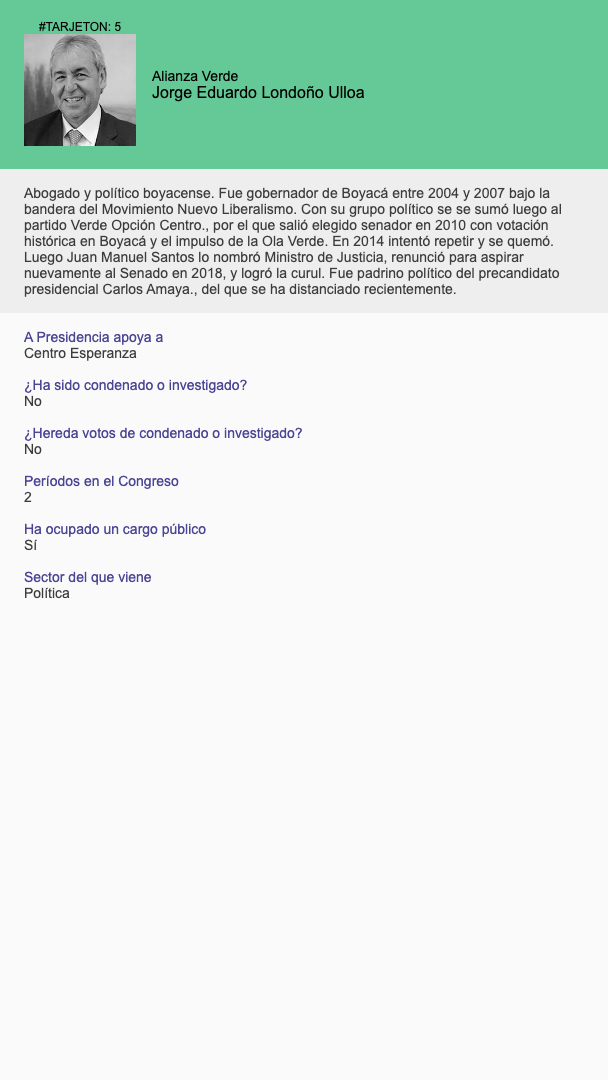 #TARJETON: 5
Alianza Verde
Jorge Eduardo Londoño Ulloa
Abogado y político boyacense. Fue gobernador de Boyacá entre 2004 y 2007 bajo la
bandera del Movimiento Nuevo Liberalismo. Con su grupo político se se sumó luego al
partido Verde Opción Centro., por el que salió elegido senador en 2010 con votación
histórica en Boyacá y el impulso de la Ola Verde. En 2014 intentó repetir y se quemó.
Luego Juan Manuel Santos lo nombró Ministro de Justicia, renunció para aspirar
nuevamente al Senado en 2018, y logró la curul. Fue padrino político del precandidato
presidencial Carlos Amaya., del que se ha distanciado recientemente.
A Presidencia apoya a
Centro Esperanza
¿Ha sido condenado o investigado?
No
¿Hereda votos de condenado o investigado?
No
Períodos en el Congreso
2
Ha ocupado un cargo público
Sí
Sector del que viene
Política